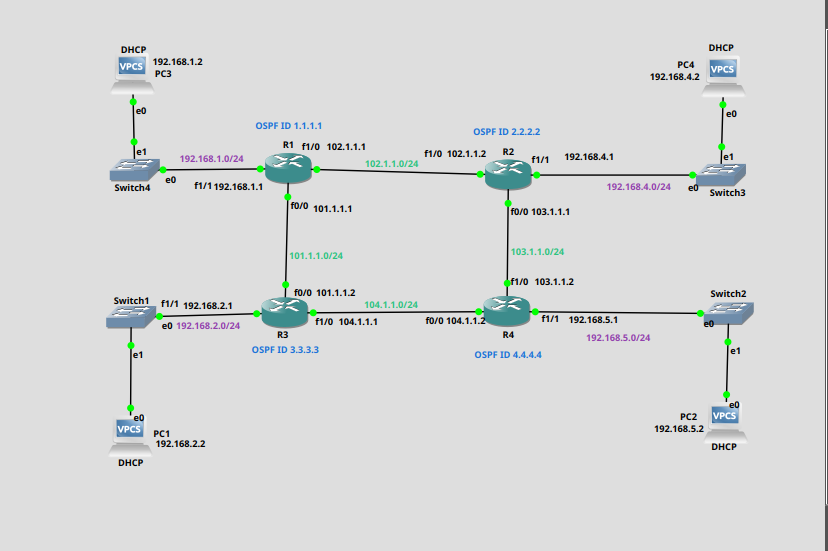 DHCP
VPCS
192.168.1.2
PC3
e0
e1
Switch4
e0
192.168.1.0/24
f1/1 192.168.1.1
OSPF ID 1.1.1.1
R1
f1/0 102.1.1.1
f0/0 101.1.1.1
102.1.1.0/24
OSPF ID 2.2.2.2
R2
f1/0 102.1.1.2
f1/1
192.168.4.1
f0/0 103.1.1.1
192.168.4.0/24
DHCP
PC4
192.168.4.2
VPCS
e0
e1
e0
Switch3
101.1.1.0/24
103.1.1.0/24
Switch1
f1/1 192.168.2.1
e0 192.168.2.0/24
e1
e0
VPCS
PC1
192.168.2.2
DHCP
f0/0 101.1.1.2
R3
f1/0 104.1.1.1
OSPF ID 3.3.3.3
104.1.1.0/24
f1/0 103.1.1.2
f0/0 104.1.1.2
R4
f1/1 192.168.5.1
OSPF ID 4.4.4.4
192.168.5.0/24
Switch2
e0
e1
e0
PC2
192.168.5.2
VPCS
DHCP